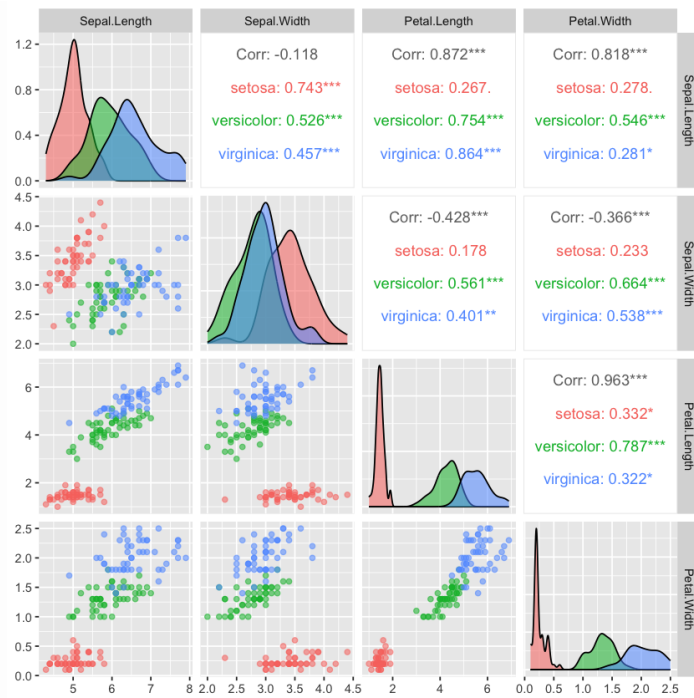 Sepal.Length Sepal.Width Petal.Length Petal.Width
1.2
0.8
0.4
0.0
Corr: -0.118
setosa: 0.743***
versicolor: 0.526***
virginica: 0.457***
Corr: 0.872***
setosa: 0.267.
versicolor: 0.754***
virginica: 0.864***
Corr: 0.818***
setosa: 0.278.
versicolor: 0.546***
virginica: 0.281*
Sepal.Length
4.5
4.0
3.5
3.0
2.5
2.0
Corr: -0.428***
setosa: 0.178
versicolor: 0.561***
virginica: 0.401**
Corr: -0.366***
setosa: 0.233
versicolor: 0.664***
virginica: 0.538***
Sepal.Width
6
4
2
Corr: 0.963***
setosa: 0.332*
versicolor: 0.787***
virginica: 0.322*
Petal.Length
2.5
2.0
1.5
1.0
0.5
0.0
Petal.Width
5 6 7 8 2.0 2.5 3.0 3.5 4.0 4.5 2 4 6 0.0 0.5 1.0 1.5 2.0 2.5